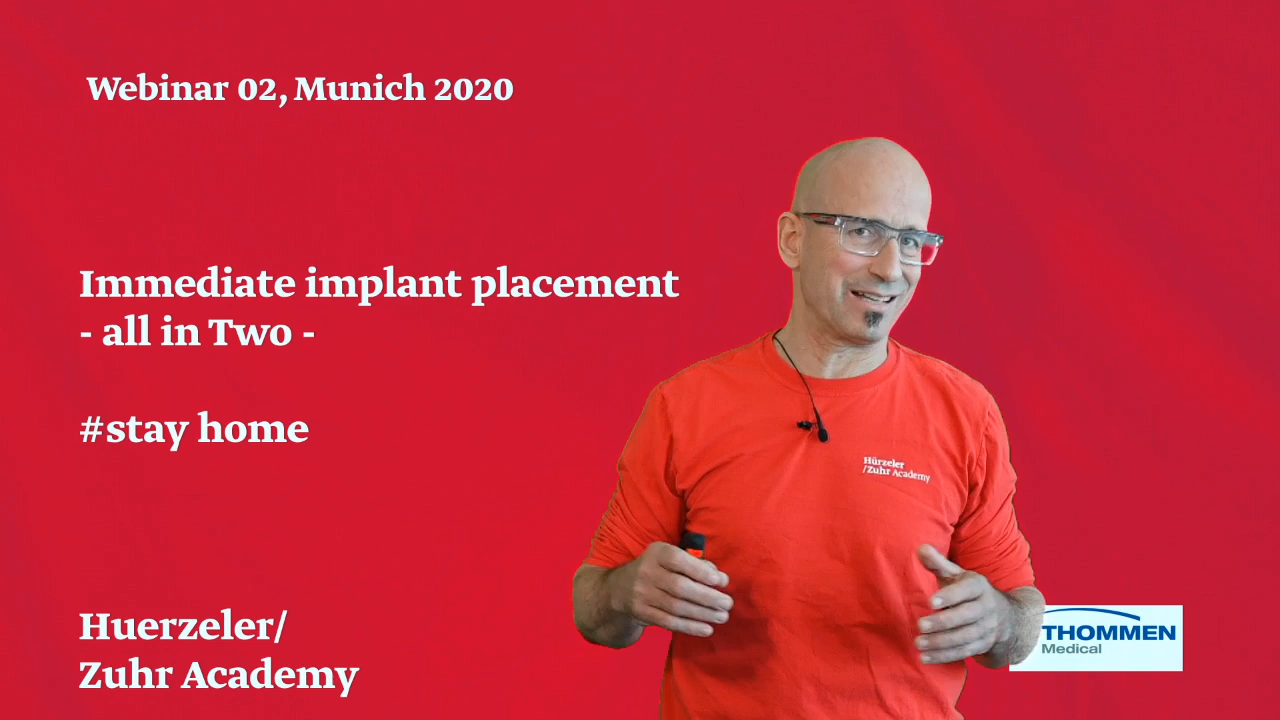 Webinar 02, Munich 2020
Immediate implant placement
- all in Two -
#stay home
Hürzeler
/Zuhr Academy
Huerzeler/
Zuhr Academy
THOMMEN
Medical